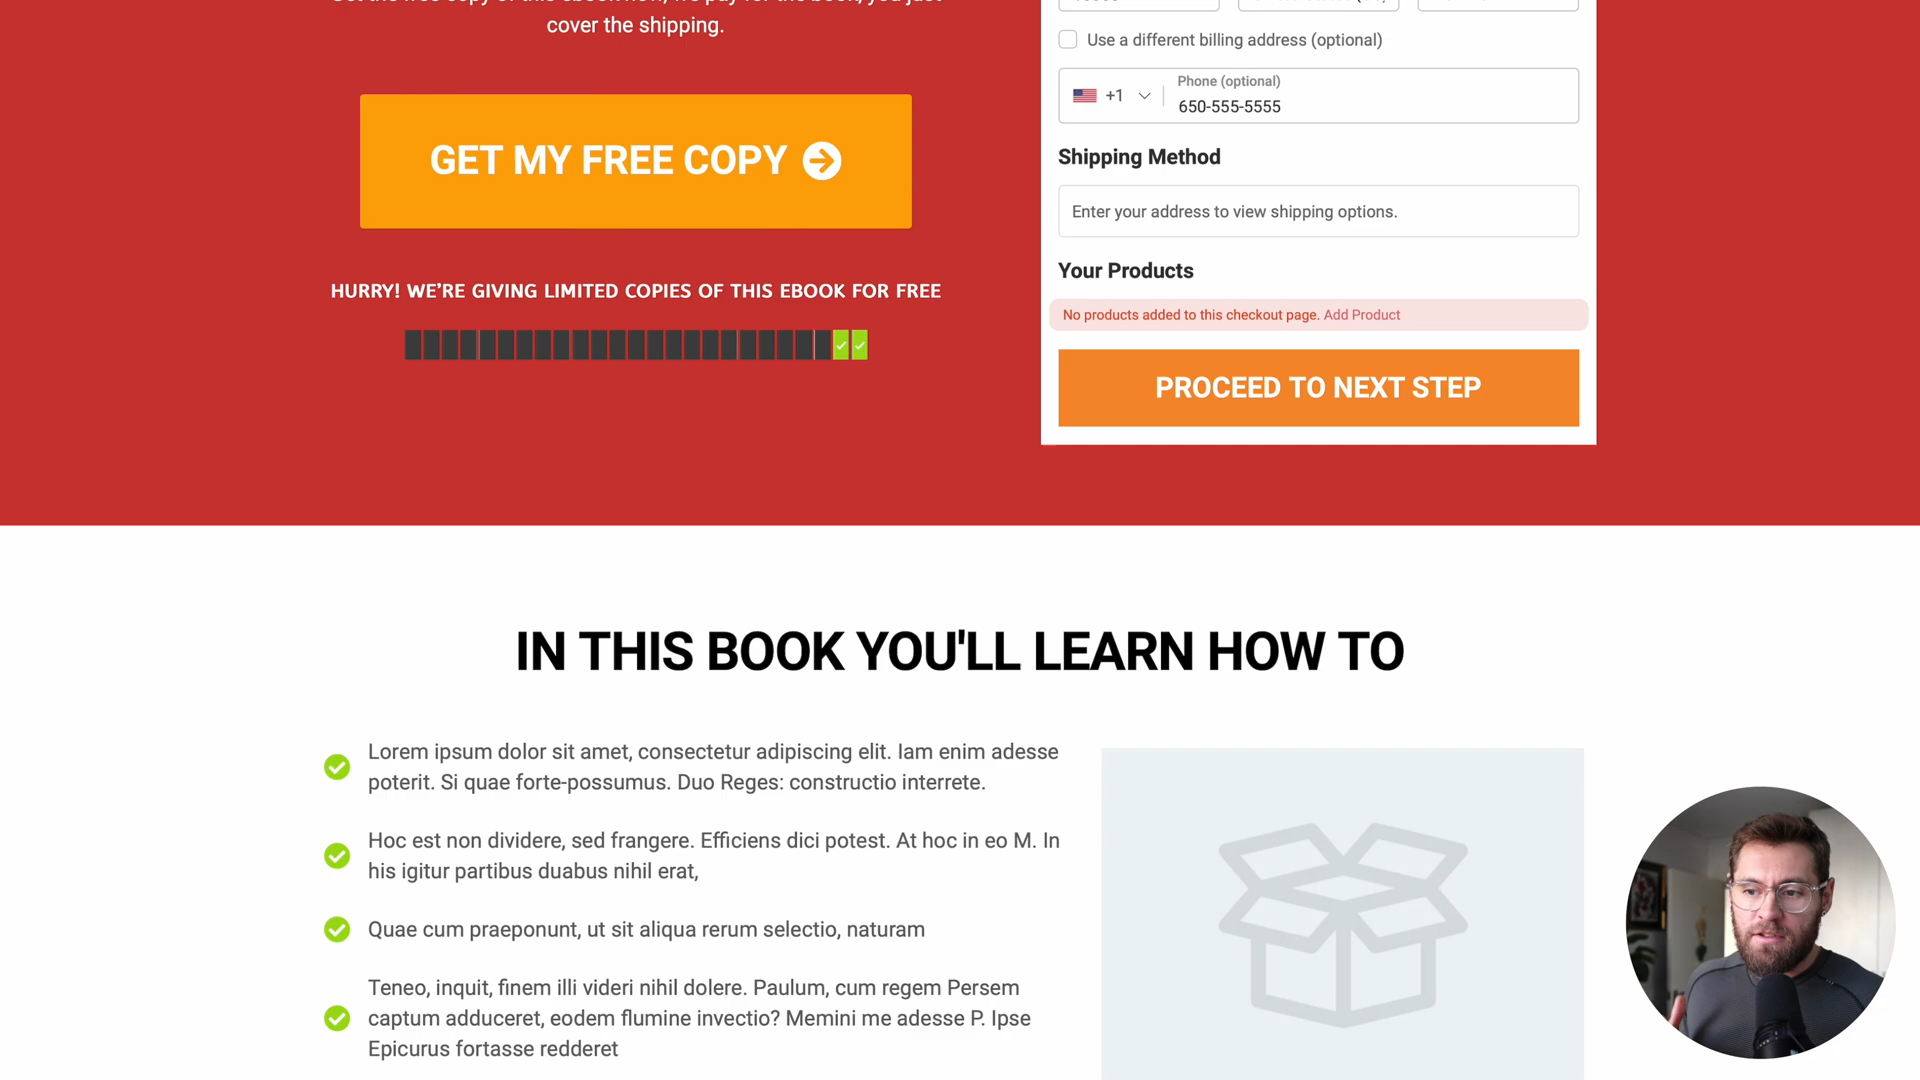 cover the shipping.
GET MY FREE COPY
HURRY! WE'RE GIVING LIMITED COPIES OF THIS EBOOK FOR FREE
Use a different billing address (optional)
+1
Phone (optional)
650-555-5555
Shipping Method
Enter your address to view shipping options.
Your Products
No products added to this checkout page. Add Product
PROCEED TO NEXT STEP
IN THIS BOOK YOU'LL LEARN HOW TO
Lorem ipsum dolor sit amet, consectetur adipiscing elit. Iam enim adesse
poterit. Si quae forte-possumus. Duo Reges: constructio interrete.
Hoc est non dividere, sed frangere. Efficiens dici potest. At hoc in eo M. In
his igitur partibus duabus nihil erat,
Quae cum praeponunt, ut sit aliqua rerum selectio, naturam
Teneo, inquit, finem illi videri nihil dolere. Paulum, cum regem Persem
captum adduceret, eodem flumine invectio? Memini me adesse P. Ipse
Epicurus fortasse redderet